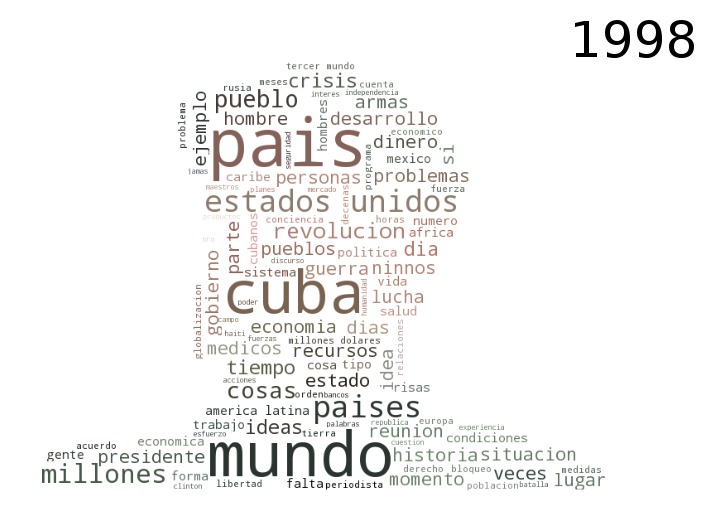 1998
tercer mundo
rusia meses crisis cuenta
problema ejemplo pueblo interes independencia
hombres armas
hombre desarrollo
pais seguridad economico
dinero si
jamas programa mexico
caribe personas problemas
maestros planes mercado fuerza
estados unidos
productos decenas
conciencia horas numero
cubanos revolucion africa
oro parte pueblos politica dia
discurso
gobierno sistema guerra ninnos
globalizacion cuba humanidad vida
poder lucha
campo salud
economia dias
haiti fuerzas millones dolares relaciones
medicos recursos idea
tiempo cosa tipo
acciones estado risas
cosas orden bancos
america latina paises
trabajo ideas palabras republica europa
esfuerzo tierra reunion experiencia
acuerdo economica mundo cuestion condiciones
gente presidente historia situacion
millones forma derecho bloqueo veces medidas
clinton libertad falta periodista momento poblacion batalla lugar